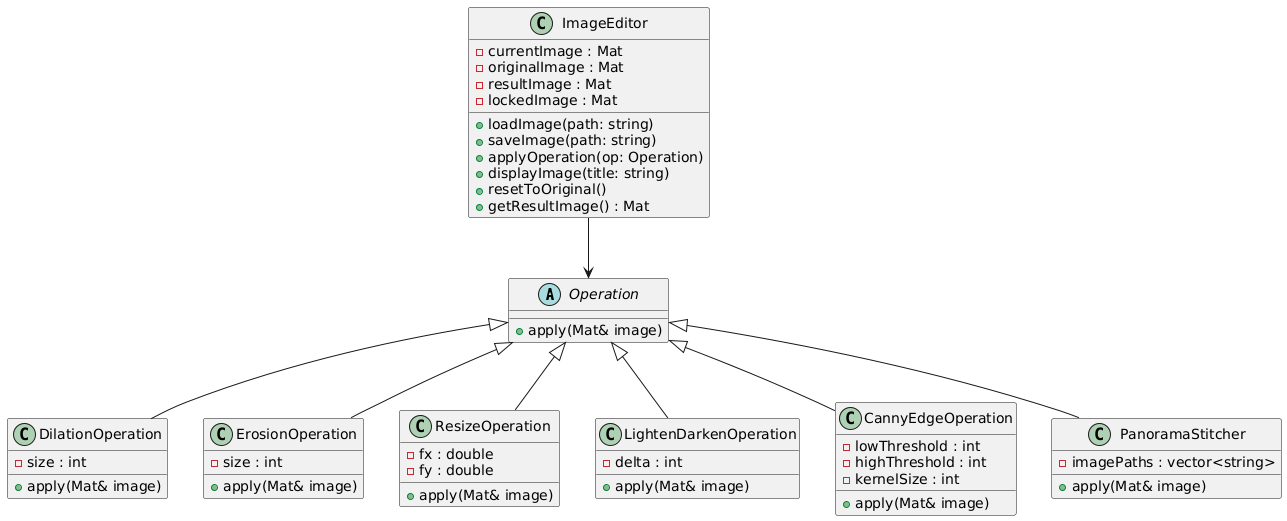 C ImageEditor
currentImage : Mat
originalImage : Mat
resultImage : Mat
lockedImage : Mat
loadImage(path: string)
saveImage(path: string)
applyOperation(op: Operation)
displayImage(title: string)
resetToOriginal()
getResultImage() : Mat
A Operation
apply(Mat& image)
C DilationOperation
size : int
apply(Mat& image)
C ErosionOperation
size : int
apply(Mat& image)
C ResizeOperation
fx : double
fy : double
apply(Mat& image)
C LightenDarkenOperation
delta : int
apply(Mat& image)
C CannyEdgeOperation
lowThreshold : int
highThreshold : int
kernelSize : int
apply(Mat& image)
C PanoramaStitcher
imagePaths : vector<string>
apply(Mat& image)